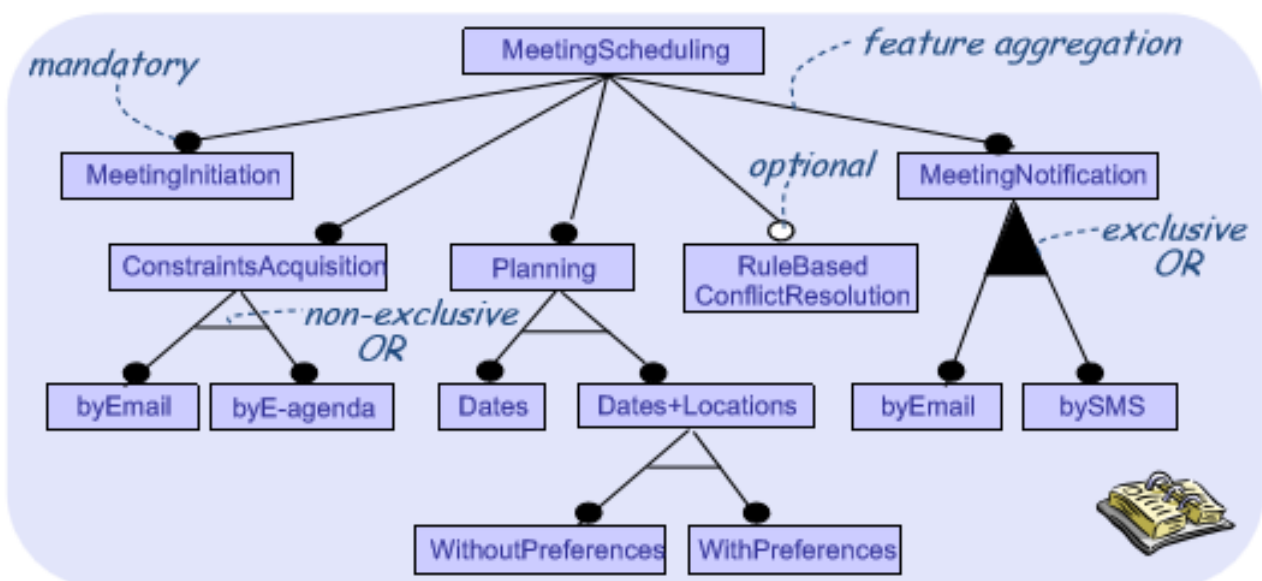 MeetingScheduling
feature aggregation
mandatory
MeetingInitiation
optional
MeetingNotification
ConstraintsAcquisition
Planning
RuleBased
ConflictResolution
exclusive
OR
non-exclusive
OR
byEmail
byE-agenda
Dates
Dates+Locations
byEmail
bySMS
WithoutPreferences
WithPreferences